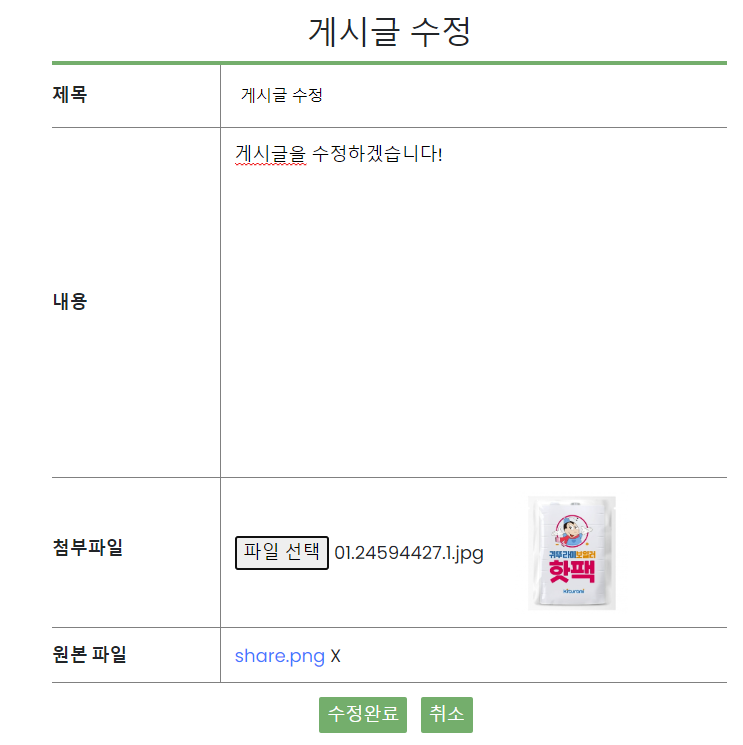 게시글 수정
제목
게시글 수정
게시글을 수정하겠습니다!
내용
첨부파일
파일 선택 01.24594427.1.jpg
귀뚜라미보일러
핫팩
Kiturami
원본 파일
share.png X
수정완료 취소